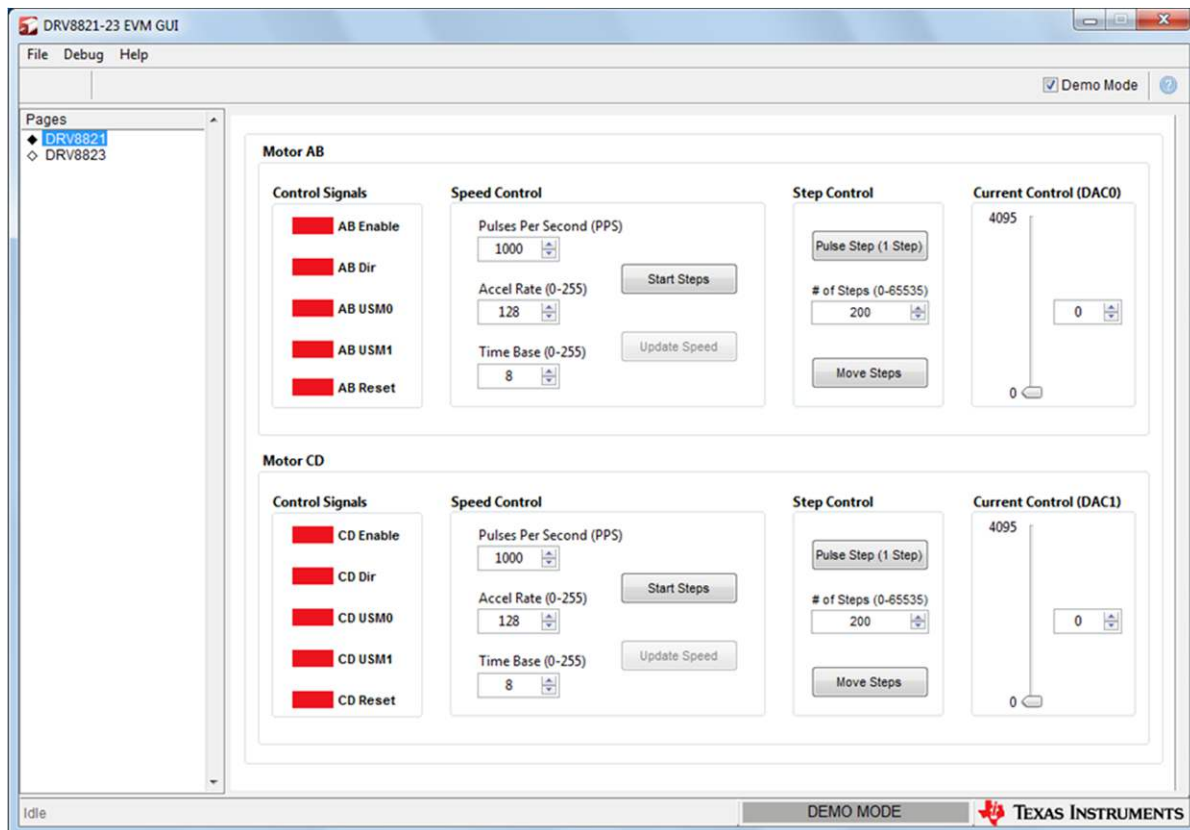 DRV8821-23 EVM GUI
File Debug Help
Demo Mode
Pages
DRV8821
DRV8823
Motor AB
Control Signals
AB Enable
AB Dir
AB USM0
AB USM1
AB Reset
Speed Control
Pulses Per Second (PPS)
1000
Accel Rate (0-255)
128
Time Base (0-255)
8
Start Steps
Update Speed
Step Control
Pulse Step (1 Step)
# of Steps (0-65535)
200
Move Steps
Current Control (DAC0)
4095
0
0
Motor CD
Control Signals
CD Enable
CD Dir
CD USM0
CD USM1
CD Reset
Speed Control
Pulses Per Second (PPS)
1000
Accel Rate (0-255)
128
Time Base (0-255)
8
Start Steps
Update Speed
Step Control
Pulse Step (1 Step)
# of Steps (0-65535)
200
Move Steps
Current Control (DAC1)
4095
0
0
Idle
DEMO MODE
TEXAS INSTRUMENTS